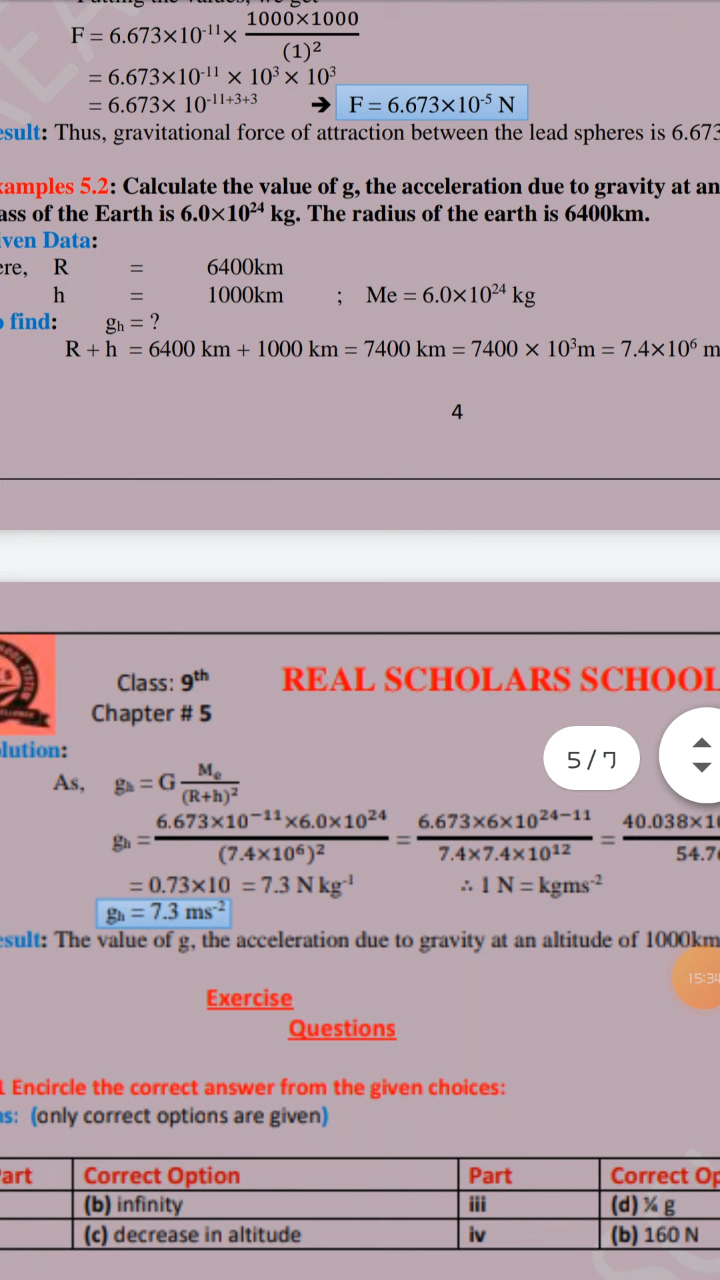 F = 6.673×10⁻¹¹× 1000×1000 / (1)²
= 6.673×10⁻¹¹ × 10³ × 10³
= 6.673× 10⁻¹¹⁺³⁺³ ➔ F = 6.673×10⁻⁵ N
esult: Thus, gravitational force of attraction between the lead spheres is 6.673
xamples 5.2: Calculate the value of g, the acceleration due to gravity at an
ass of the Earth is 6.0×10²⁴ kg. The radius of the earth is 6400km.
iven Data:
ere, R = 6400km
h = 1000km ; Me = 6.0×10²⁴ kg
o find: gₕ = ?
R + h = 6400 km + 1000 km = 7400 km = 7400 × 10³m = 7.4×10⁶ m
4
Class: 9th REAL SCHOLARS SCHOOL
Chapter # 5
olution:
5/7
As, gₕ = G Mₑ / (R+h)²
gₕ = 6.673×10⁻¹¹×6.0×10²⁴ / (7.4×10⁶)² = 6.673×6×10²⁴⁻¹¹ / 7.4×7.4×10¹² = 40.038×1 / 54.7
= 0.73×10 = 7.3 N kg⁻¹ ∴ 1 N = kgms⁻²
gₕ = 7.3 ms⁻²
esult: The value of g, the acceleration due to gravity at an altitude of 1000km
15:34
Exercise
Questions
Encircle the correct answer from the given choices:
ns: (only correct options are given)
art Correct Option Part Correct Op
(b) infinity iii (d) ¼ g
(c) decrease in altitude iv (b) 160 N